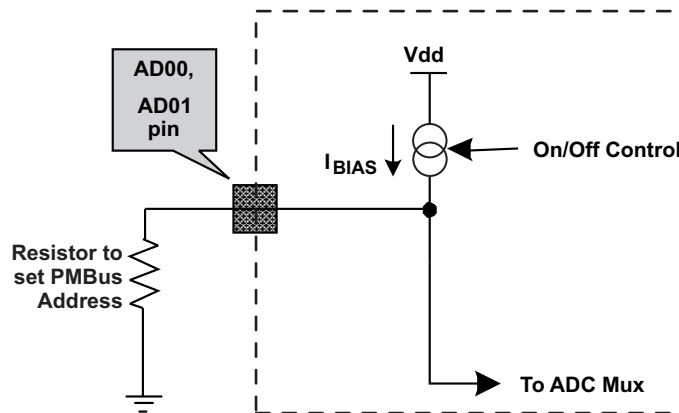 AD00,
AD01
pin
Vdd
IBIAS
On/Off Control
Resistor to
set PMBus
Address
To ADC Mux